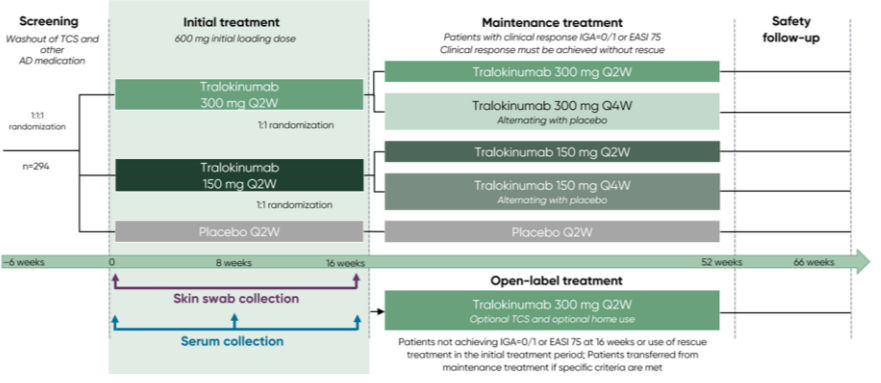 Screening
Washout of TCS and
other
AD medication
Initial treatment
600 mg initial loading dose
Maintenance treatment
Patients with clinical response IGA=0/1 or EASI 75
Clinical response must be achieved without rescue
Safety
follow-up
1:1:1
randomization
n=294
Tralokinumab
300 mg Q2W
1:1 randomization
Tralokinumab
150 mg Q2W
1:1 randomization
Placebo Q2W
Tralokinumab 300 mg Q2W
Tralokinumab 300 mg Q4W
Alternating with placebo
Tralokinumab 150 mg Q2W
Tralokinumab 150 mg Q4W
Alternating with placebo
Placebo Q2W
−6 weeks
0
8 weeks
16 weeks
52 weeks
66 weeks
Skin swab collection
Serum collection
Open-label treatment
Tralokinumab 300 mg Q2W
Optional TCS and optional home use
Patients not achieving IGA=0/1 or EASI 75 at 16 weeks or use of rescue
treatment in the initial treatment period; Patients transferred from
maintenance treatment if specific criteria are met